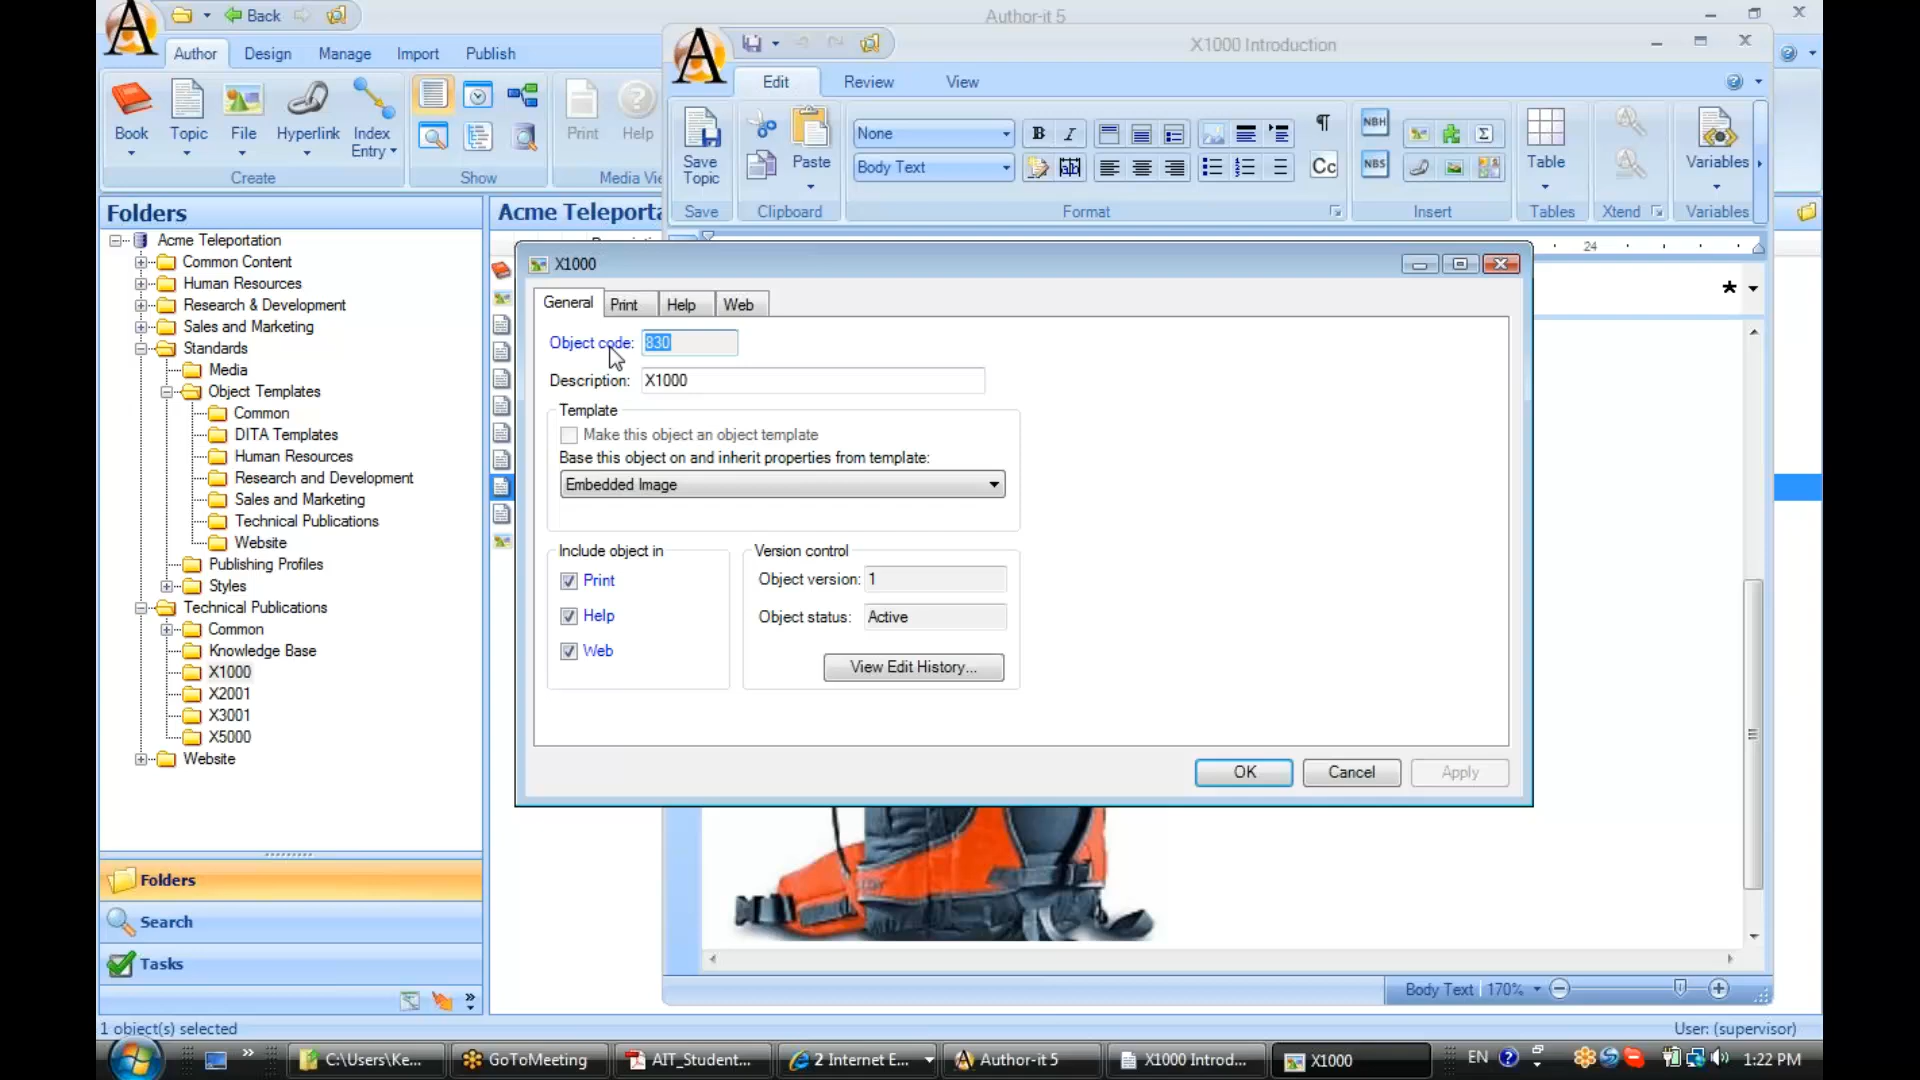 Back
Author-it 5
Author
Design
Manage
Import
Publish
Book
Topic
File
Hyperlink
Index
Entry
Create
Show
Print
Help
Media Vie
X1000 Introduction
Edit
Review
View
Save
Topic
Save
Paste
Clipboard
None
Body Text
B
I
Cc
Format
NBH
NBS
Insert
Table
Tables
Xtend
Variables
Variables
Folders
Acme Teleportation
Common Content
Human Resources
Research & Development
Sales and Marketing
Standards
Media
Object Templates
Common
DITA Templates
Human Resources
Research and Development
Sales and Marketing
Technical Publications
Website
Publishing Profiles
Styles
Technical Publications
Common
Knowledge Base
X1000
X2001
X3001
X5000
Website
Folders
Search
Tasks
Acme Teleporta
24
X1000
General
Print
Help
Web
Object code: 830
Description: X1000
Template
Make this object an object template
Base this object on and inherit properties from template:
Embedded Image
Include object in
Print
Help
Web
Version control
Object version: 1
Object status: Active
View Edit History...
OK
Cancel
Apply
Body Text
170%
1 object(s) selected
User: (supervisor)
C:\Users\Ke...
GoToMeeting
AIT_Student...
2 Internet E...
Author-it 5
X1000 Introd...
X1000
EN
1:22 PM